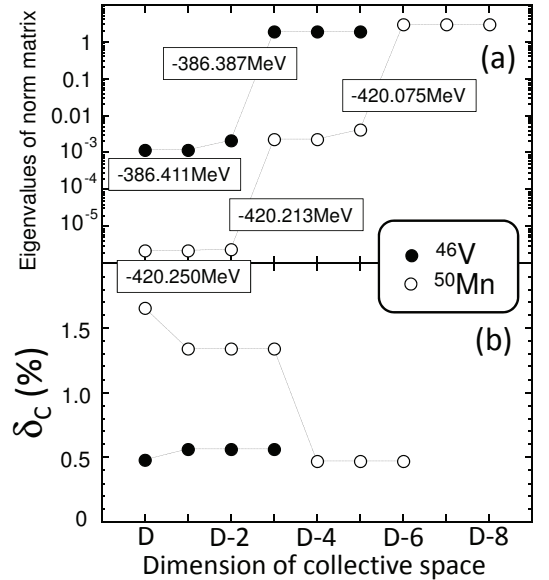 Eigenvalues of norm matrix
1
0.1
0.01
10⁻³
10⁻⁴
10⁻⁵
(a)
-386.387MeV
-420.075MeV
-386.411MeV
-420.213MeV
-420.250MeV
⁴⁶V
⁵⁰Mn
(b)
δ_C (%)
1.5
1.0
0.5
0
D D-2 D-4 D-6 D-8
Dimension of collective space